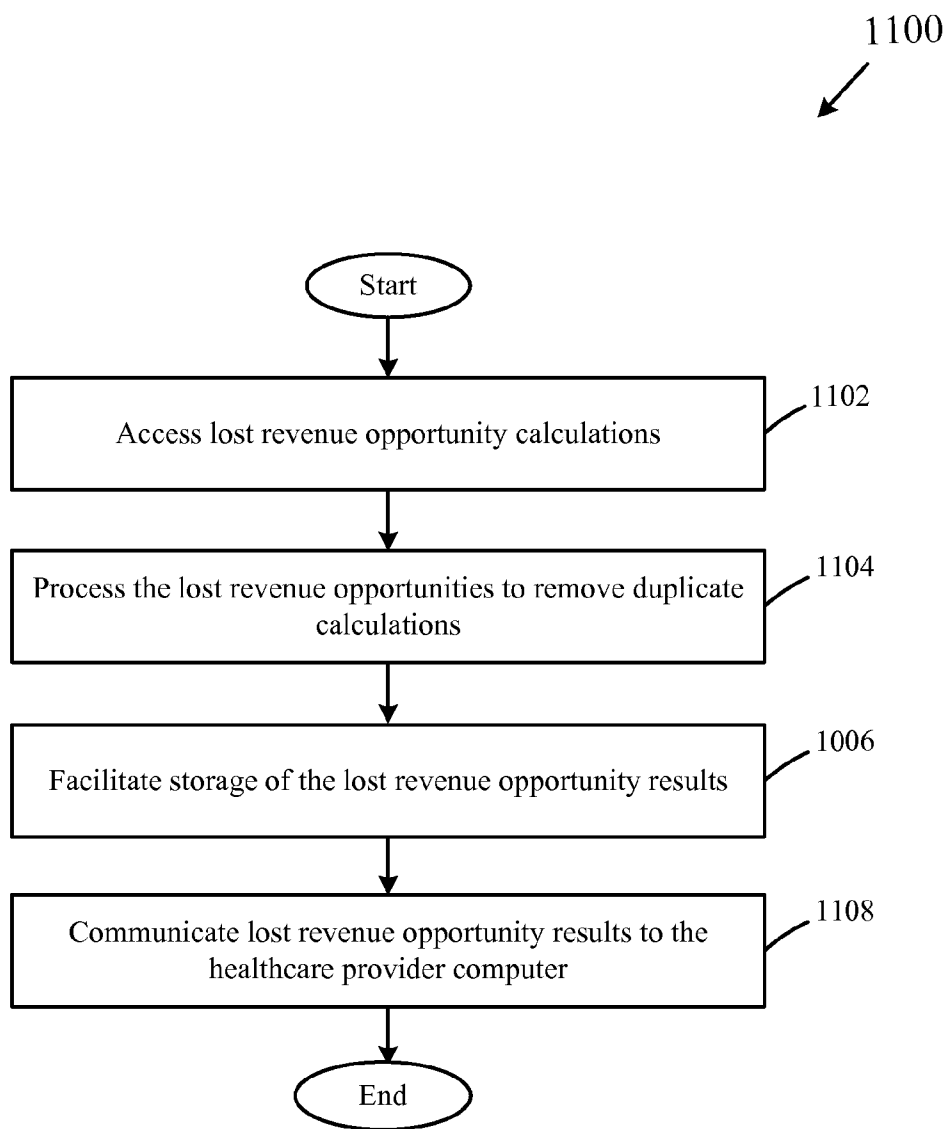 1100
Start
Access lost revenue opportunity calculations
1102
Process the lost revenue opportunities to remove duplicate
calculations
1104
Facilitate storage of the lost revenue opportunity results
1006
Communicate lost revenue opportunity results to the
healthcare provider computer
1108
End